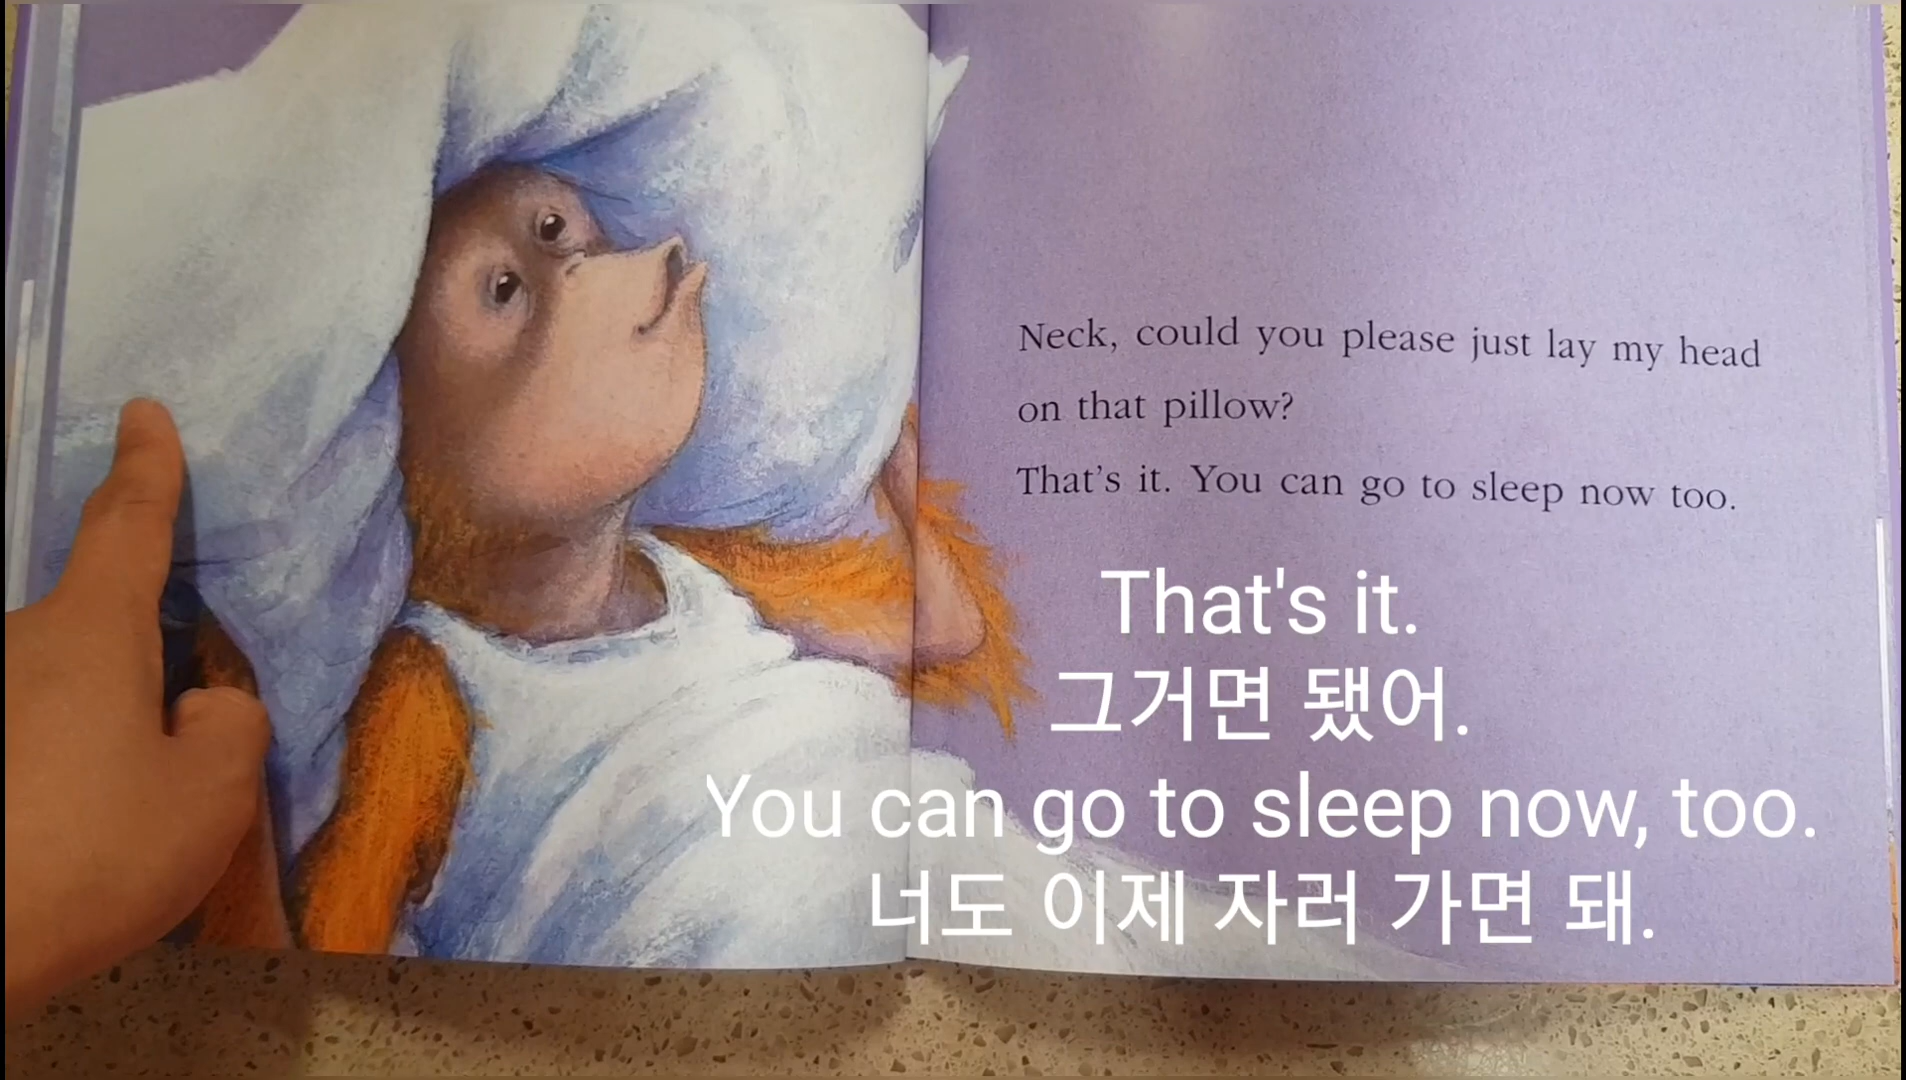 Neck, could you please just lay my head
on that pillow?
That’s it. You can go to sleep now too.
That's it.
그거면 됐어.
You can go to sleep now, too.
너도 이제 자러 가면 돼.